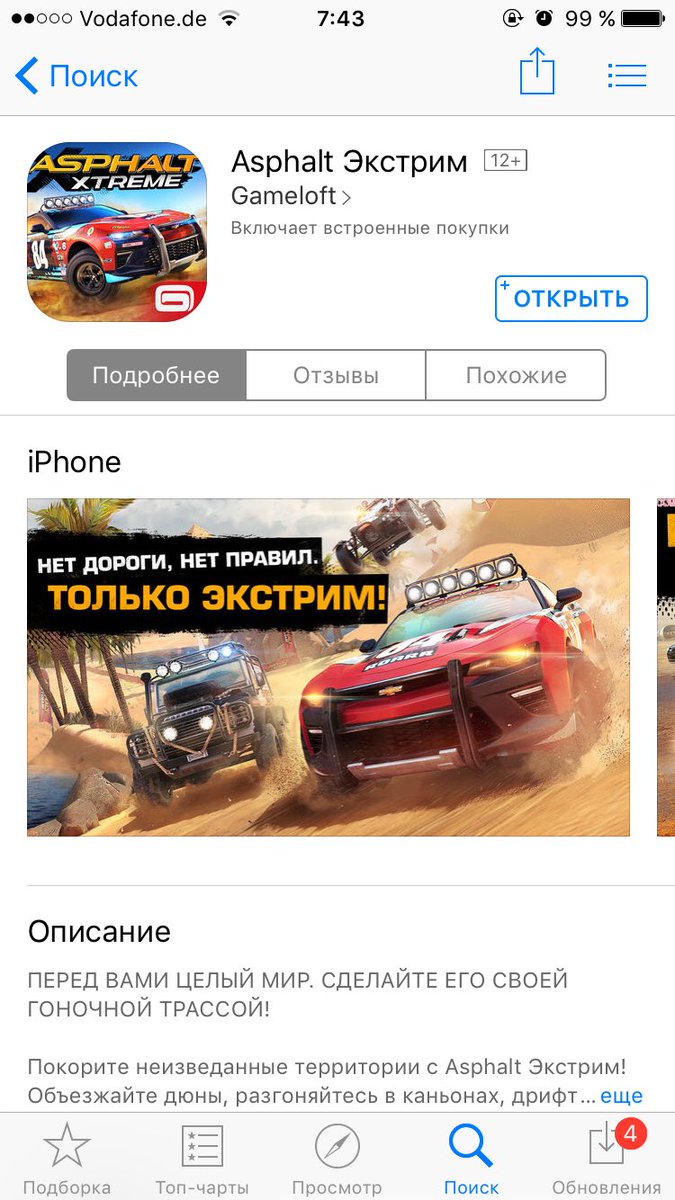 Vodafone.de 7:43 99 %
Поиск
ASPHALT
XTREME
84
Asphalt Экстрим 12+
Gameloft
Включает встроенные покупки
+ ОТКРЫТЬ
Подробнее Отзывы Похожие
iPhone
НЕТ ДОРОГИ, НЕТ ПРАВИЛ.
ТОЛЬКО ЭКСТРИМ!
ROARRR
Описание
ПЕРЕД ВАМИ ЦЕЛЫЙ МИР. СДЕЛАЙТЕ ЕГО СВОЕЙ
ГОНОЧНОЙ ТРАССОЙ!
Покорите неизведанные территории с Asphalt Экстрим!
Объезжайте дюны, разгоняйтесь в каньонах, дрифт... еще
4
Подборка Топ-чарты Просмотр Поиск Обновления